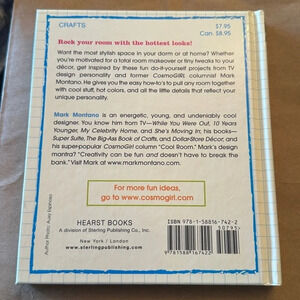 CRAFTS
$7.95
Can. $8.95
Rock your room with the hottest looks!
Want the most stylish space in your dorm or at home? Whether
you're motivated for a total room makeover or tiny tweaks to your
décor, get inspired by these fun do-it-yourself projects from TV
design personality and former CosmoGIRL columnist Mark
Montano. He gives you the easy how-to to pull any room together
with cool stuff, hot colors, and all the little details that reflect your
unique personality.
Mark Montano is an energetic, young, and undeniably cool
designer. You know him from TV—While You Were Out, 10 Years
Younger, My Celebrity Home, and She's Moving In; his books—
Super Suite, The Big-Ass Book of Crafts, and Dollar-Store Décor; and
his super-popular CosmoGirl column "Cool Room." Mark's design
mantra? "Creativity can be fun and doesn't have to break the
bank." Visit Mark at www.markmontano.com.
For more fun ideas,
go to www.cosmogirl.com
HEARST BOOKS
A division of Sterling Publishing Co., Inc.
New York / London
www.sterlingpublishing.com
ISBN 978-1-58816-742-2
50795
9 781588 167422
Author Photo: